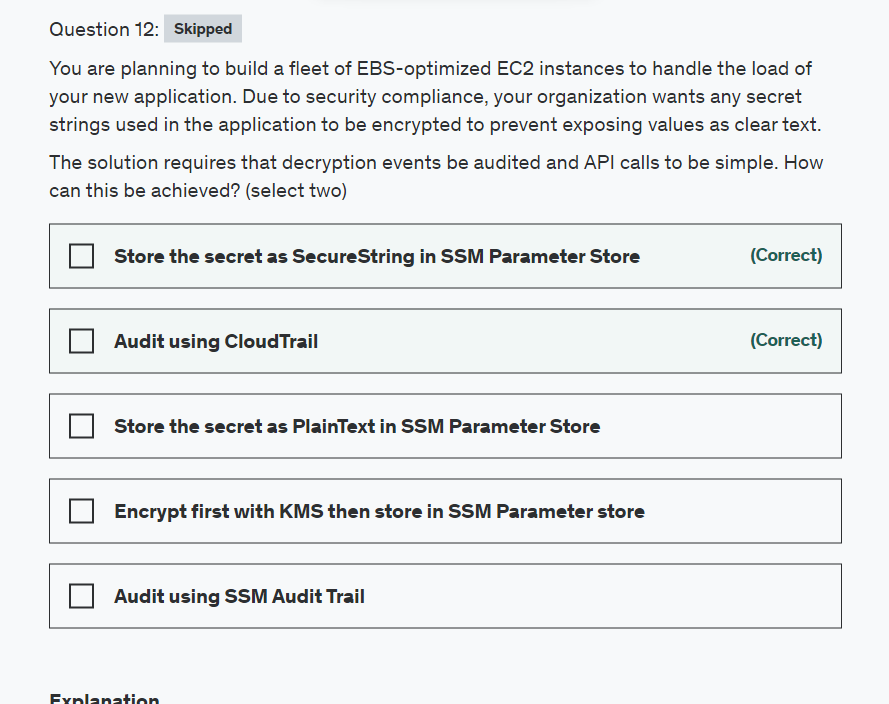 Question 12: Skipped
You are planning to build a fleet of EBS-optimized EC2 instances to handle the load of
your new application. Due to security compliance, your organization wants any secret
strings used in the application to be encrypted to prevent exposing values as clear text.
The solution requires that decryption events be audited and API calls to be simple. How
can this be achieved? (select two)
Store the secret as SecureString in SSM Parameter Store (Correct)
Audit using CloudTrail (Correct)
Store the secret as PlainText in SSM Parameter Store
Encrypt first with KMS then store in SSM Parameter store
Audit using SSM Audit Trail
Explanation